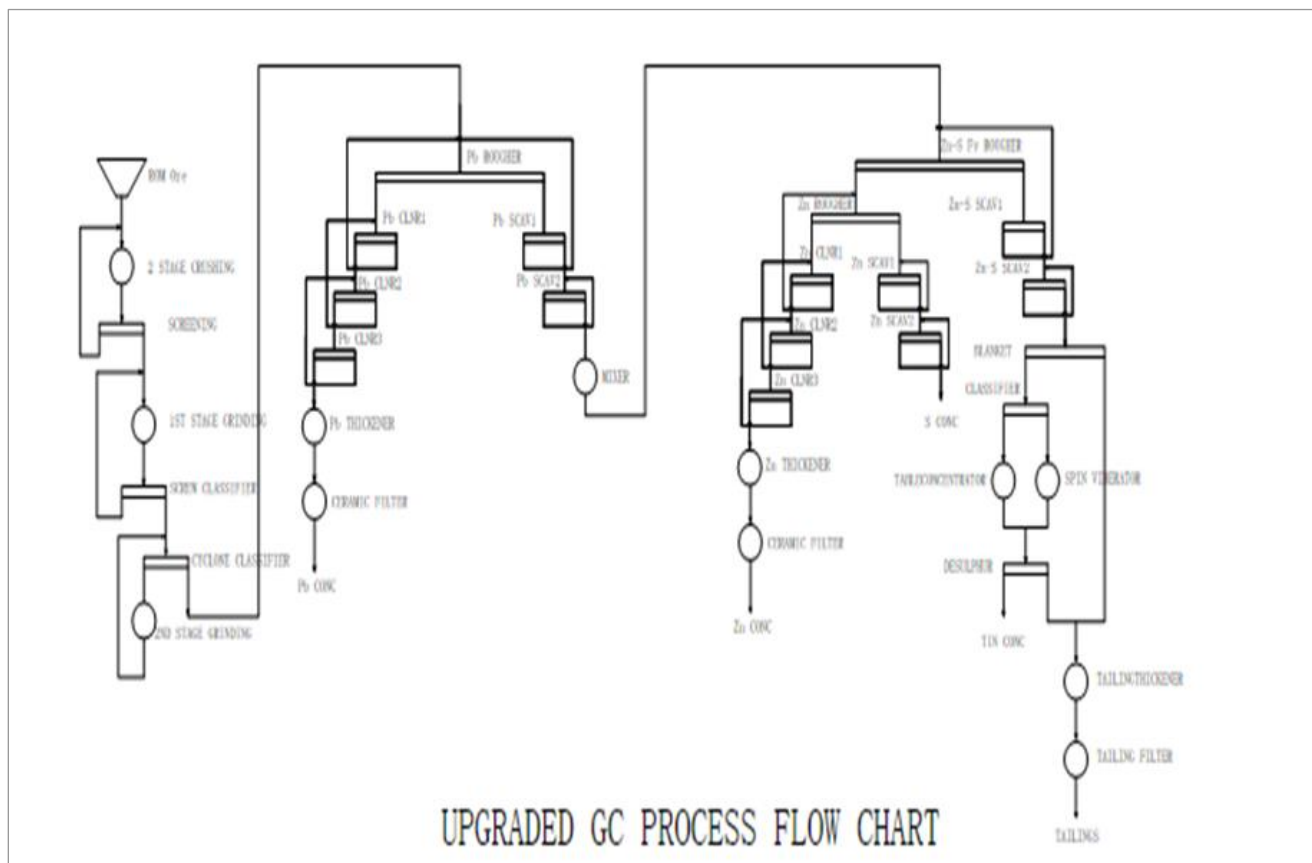 ROM Ore
2 STAGE CRUSHING
SCREENING
1ST STAGE GRINDING
SCREW CLASSIFIER
CYCLONE CLASSIFIER
2ND STAGE GRINDING
Pb ROUGHER
Pb CLNR1
Pb SCAV1
Pb CLNR2
Pb SCAV2
Pb CLNR3
MIXER
Pb THICKENER
CERAMIC FILTER
Pb CONC
Zn-S Fv ROUGHER
Zn ROUGHER
Zn-S SCAV1
Zn CLNR1
Zn SCAV1
Zn-S SCAV2
Zn CLNR2
Zn SCAV2
Zn CLNR3
BLANKET
CLASSIFIER
S CONC
Zn THICKENER
TABLECONCENTRATOR
SPIN VIBERATOR
CERAMIC FILTER
DESULPHUR
Zn CONC
TIN CONC
TAILINGTHICKENER
TAILING FILTER
TAILINGS
UPGRADED GC PROCESS FLOW CHART